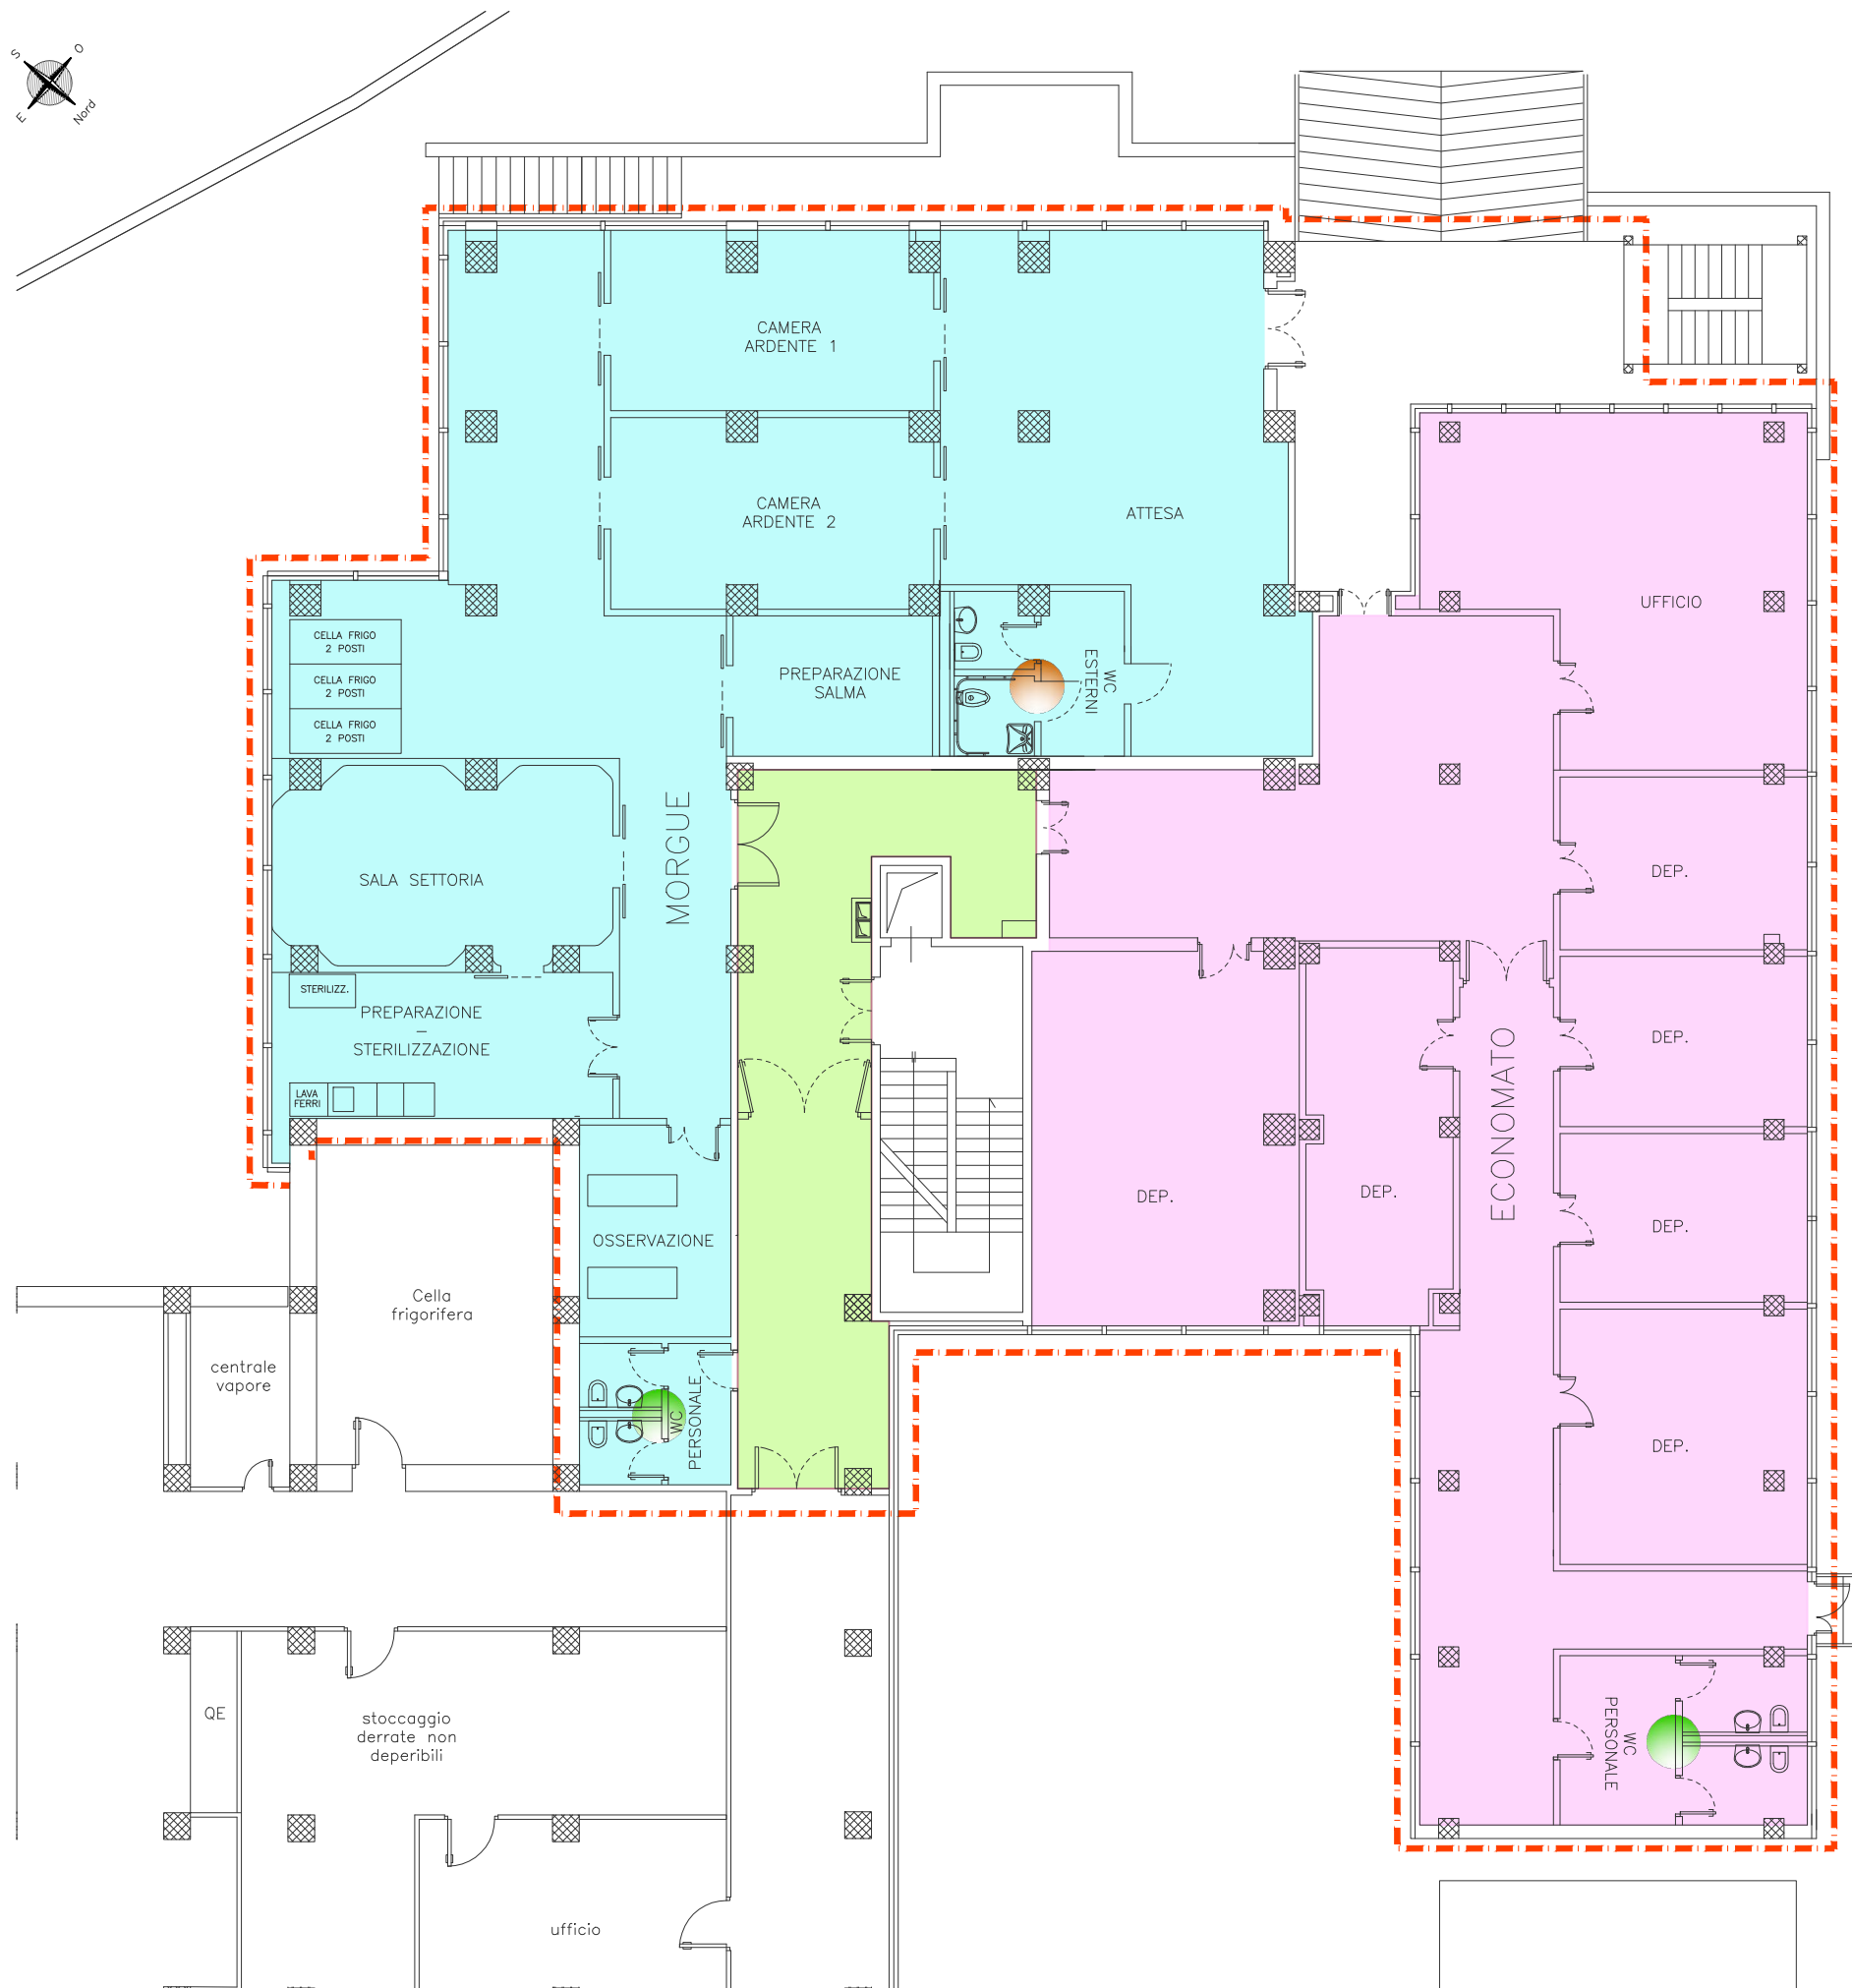 S
O
E
Nord
CAMERA
ARDENTE 1
CAMERA
ARDENTE 2
ATTESA
UFFICIO
CELLA FRIGO
2 POSTI
CELLA FRIGO
2 POSTI
CELLA FRIGO
2 POSTI
PREPARAZIONE
SALMA
WC
ESTERNI
MORGUE
SALA SETTORIA
DEP.
STERILIZZ.
PREPARAZIONE
–
STERILIZZAZIONE
LAVA
FERRI
DEP.
ECONOMATO
DEP.
DEP.
DEP.
OSSERVAZIONE
Cella
frigorifera
centrale
vapore
WC
PERSONALE
DEP.
QE
stoccaggio
derrate non
deperibili
WC
PERSONALE
ufficio